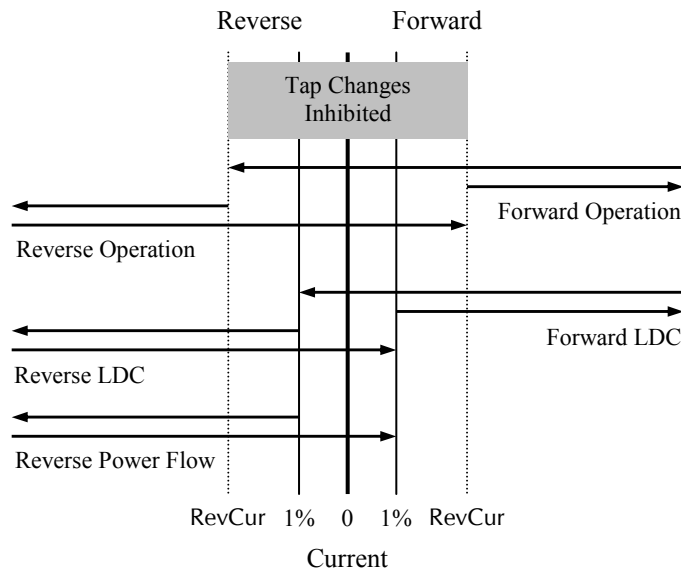 Reverse Forward
Tap Changes
Inhibited
Forward Operation
Reverse Operation
Forward LDC
Reverse LDC
Reverse Power Flow
RevCur 1% 0 1% RevCur
Current